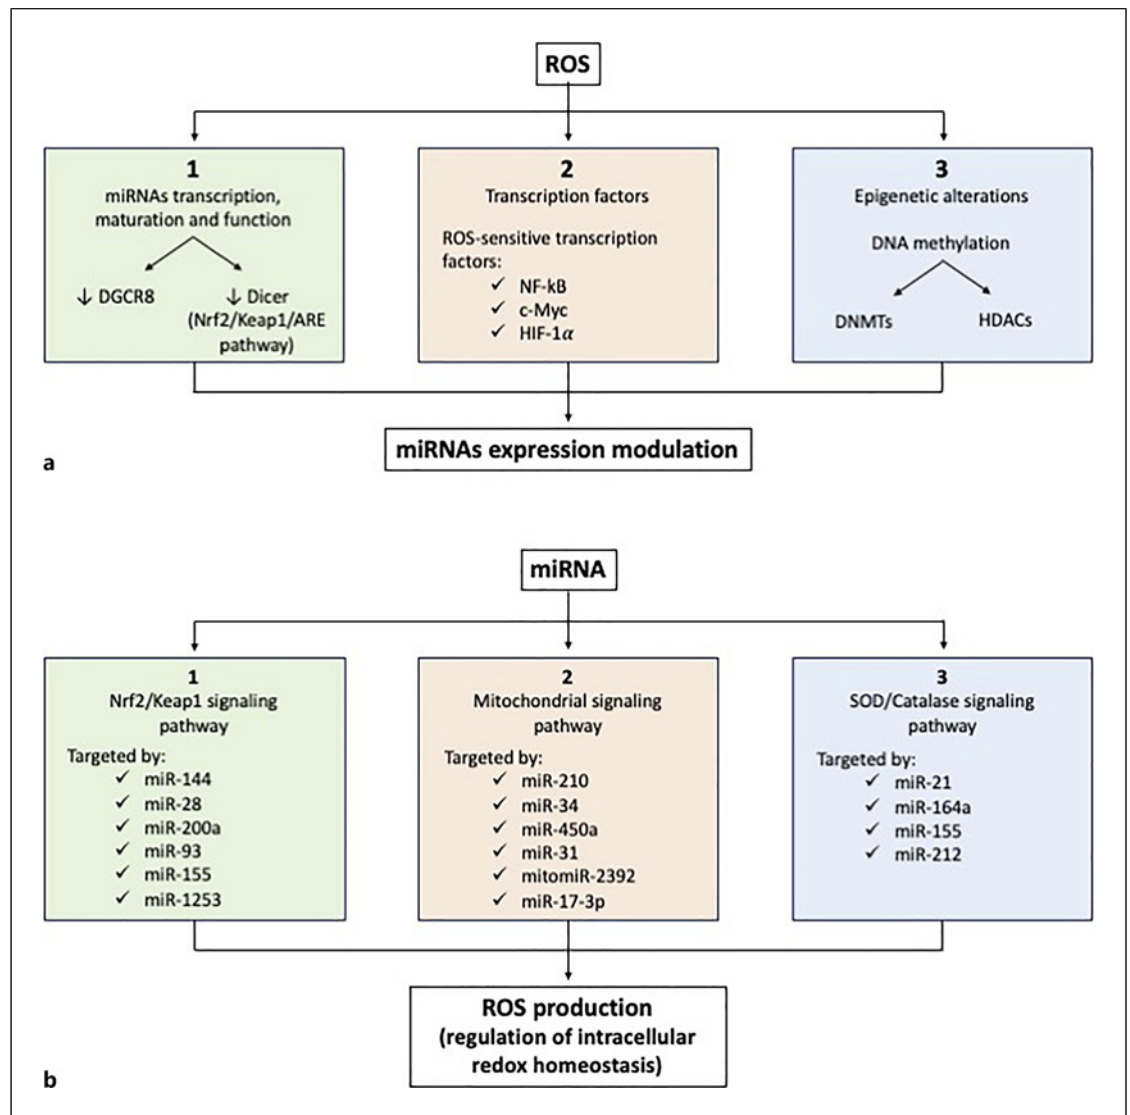 ROS
1
miRNAs transcription,
maturation and function
↓ DGCR8
↓ Dicer
(Nrf2/Keap1/ARE
pathway)
2
Transcription factors
ROS-sensitive transcription
factors:
✓ NF-kB
✓ c-Myc
✓ HIF-1α
3
Epigenetic alterations
DNA methylation
DNMTs
HDACs
miRNAs expression modulation
a
miRNA
1
Nrf2/Keap1 signaling
pathway
Targeted by:
✓ miR-144
✓ miR-28
✓ miR-200a
✓ miR-93
✓ miR-155
✓ miR-1253
2
Mitochondrial signaling
pathway
Targeted by:
✓ miR-210
✓ miR-34
✓ miR-450a
✓ miR-31
✓ mitomiR-2392
✓ miR-17-3p
3
SOD/Catalase signaling
pathway
Targeted by:
✓ miR-21
✓ miR-164a
✓ miR-155
✓ miR-212
ROS production
(regulation of intracellular
redox homeostasis)
b